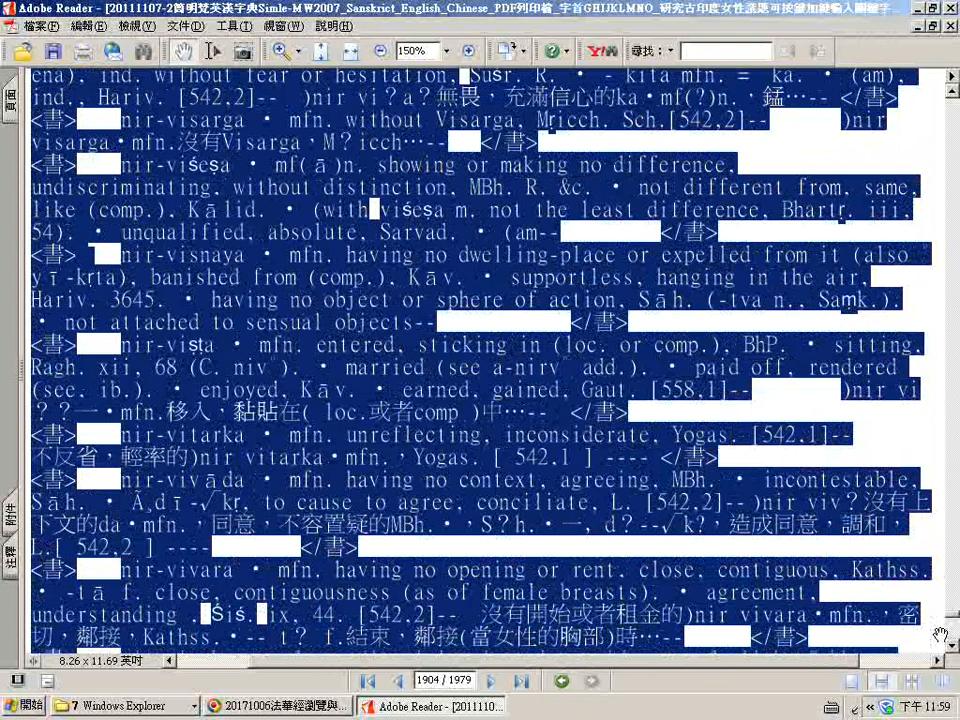 Adobe Reader - [20111107-2簡明梵英漢字典Simle-MW2007_Sanskrict_English_Chinese_PDF列印檔_字首GHIJKLMNO_
檔案(F) 編輯(E) 檢視(V) 文件(D) 工具(T) 視窗(W) 說明(H)
150% Y! 尋找：
頁面
附件
註釋
ena), ind. without fear or hesitation, Suśr. R. • - kita mfn. = ka. • (am),
ind., Hariv. [542,2]-- )nir vi？a？無畏，充滿信心的ka・mf(?)n.，錳…-- </書>
<書> nir-visarga • mfn. without Visarga, Mṛicch. Sch.[542,2]-- )nir
visarga・mfn.沒有Visarga，M？icch…-- </書>
<書> nir-viśeṣa • mf(ā)n. showing or making no difference,
undiscriminating, without distinction, MBh. R. &c. • not different from, same,
like (comp.), Kālid. • (with viśeṣa m. not the least difference, Bhartṛ. iii,
54). • unqualified, absolute, Sarvad. • (am-- </書>
<書> nir-visnaya • mfn. having no dwelling-place or expelled from it (also
yī-kṛta), banished from (comp.), Kāv. • supportless, hanging in the air,
Hariv. 3645. • having no object or sphere of action, Sāh. (-tva n., Saṃk.).
• not attached to sensual objects-- </書>
<書> nir-viṣṭa • mfn. entered, sticking in (loc. or comp.), BhP. • sitting,
Ragh. xii, 68 (C. niv ). • married (see a-nirv add.). • paid off, rendered
(see. ib.). • enjoyed, Kāv. • earned, gained, Gaut. [558,1]-- )nir vi
？？一・mfn.移入，黏貼在( loc.或者comp )中…-- </書>
<書> nir-vitarka • mfn. unreflecting, inconsiderate, Yogas. [542,1]--
不反省，輕率的)nir vitarka・mfn.，Yogas. [ 542,1 ] ---- </書>
<書> nir-vivāda • mfn. having no context, agreeing, MBh. • incontestable,
Sāh. • Ā¸dī-√kṛ, to cause to agree, conciliate, L. [542,2]-- )nir viv？沒有上
下文的da・mfn.，同意，不容置疑的MBh.・，S？h.・一, d？--√k?，造成同意，調和，
L.[ 542,2 ] ---- </書>
<書> nir-vivara • mfn. having no opening or rent, close, contiguous, Kathss.
• -tā f. close, contiguousness (as of female breasts). • agreement,
understanding Śiś. ix, 44. [542,2]-- 沒有開始或者租金的)nir vivara・mfn.，密
切，鄰接，Kathss.・-- t？ f.結束，鄰接(當女性的胸部)時…-- </書>
8.26 x 11.69 英吋
1904 / 1979
開始 7 Windows Explorer 20171006法華經瀏覽與... Adobe Reader - [2011110... 下午 11:59